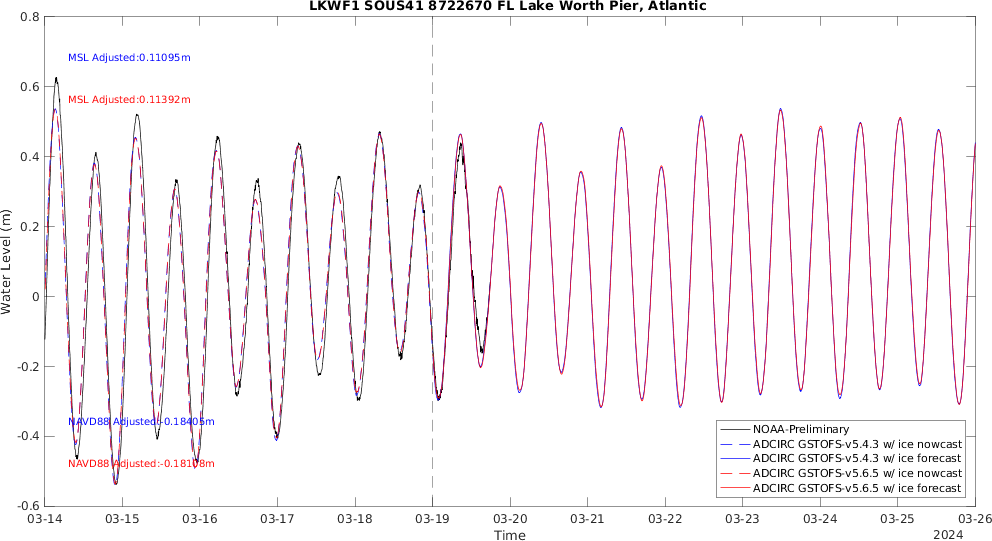 LKWF1 SOUS41 8722670 FL Lake Worth Pier, Atlantic
0.8
0.6
0.4
0.2
0
-0.2
-0.4
-0.6
Water Level (m)
MSL Adjusted:0.11095m
MSL Adjusted:0.11392m
NAVD88 Adjusted:-0.18405m
NAVD88 Adjusted:-0.18108m
NOAA-Preliminary
ADCIRC GSTOFS-v5.4.3 w/ ice nowcast
ADCIRC GSTOFS-v5.4.3 w/ ice forecast
ADCIRC GSTOFS-v5.6.5 w/ ice nowcast
ADCIRC GSTOFS-v5.6.5 w/ ice forecast
03-14 03-15 03-16 03-17 03-18 03-19 03-20 03-21 03-22 03-23 03-24 03-25 03-26
Time
2024